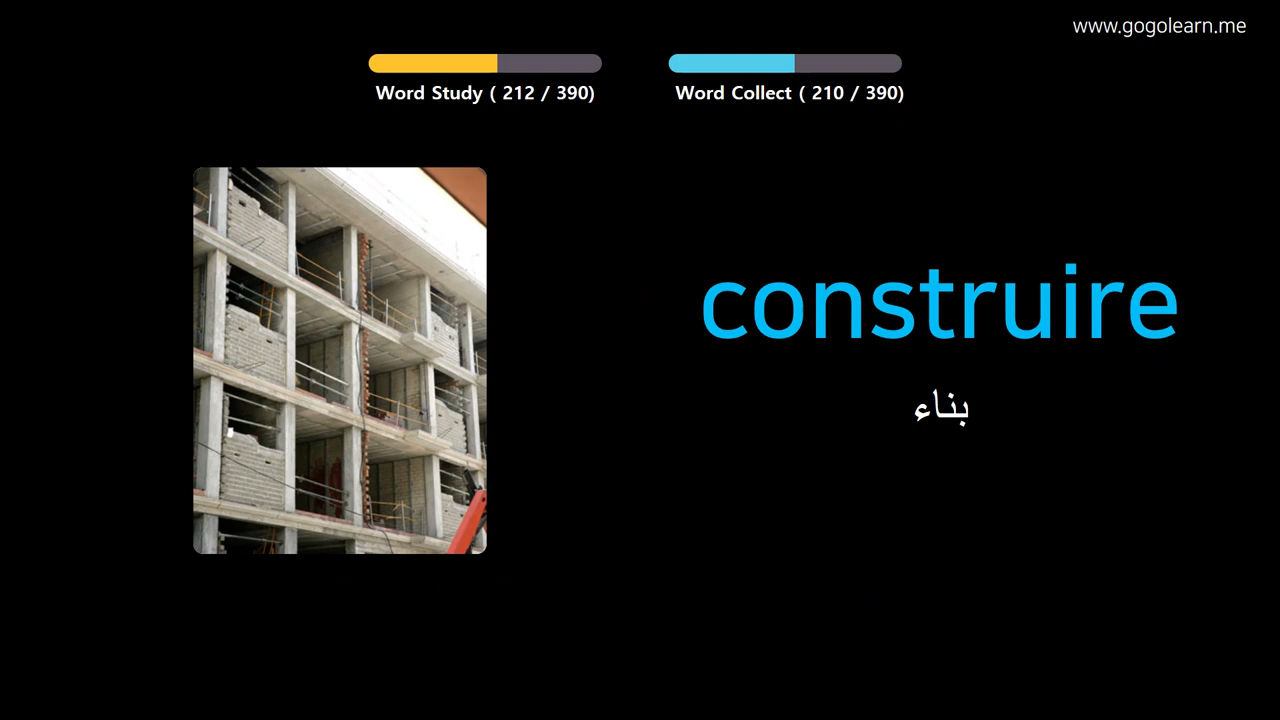 www.gogolearn.me
Word Study ( 212 / 390)
Word Collect ( 210 / 390)
construire
بناء